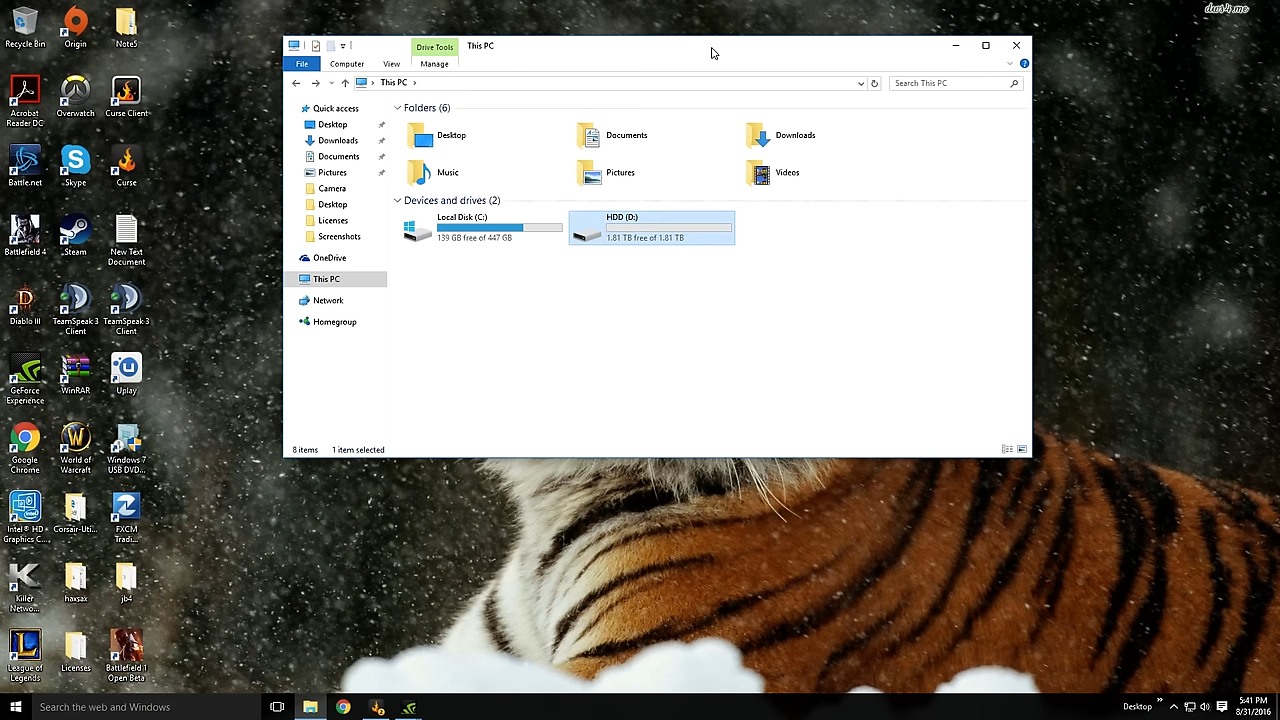 dws4.me
Recycle Bin
Origin
Note5
Acrobat
Reader DC
Overwatch
Curse Client
Battle.net
Skype
Curse
Battlefield 4
Steam
New Text
Document
Diablo III
TeamSpeak 3
Client
TeamSpeak 3
Client
GeForce
Experience
WinRAR
Uplay
Google
Chrome
World of
Warcraft
Windows 7
USB DVD...
Intel® HD
Graphics C...
Corsair-Uti...
FXCM
Tradi...
Killer
Netwo...
haxsax
jb4
League of
Legends
Licenses
Battlefield 1
Open Beta
Drive Tools
This PC
File
Computer
View
Manage
This PC
Search This PC
Quick access
Desktop
Downloads
Documents
Pictures
Camera
Desktop
Licenses
Screenshots
OneDrive
This PC
Network
Homegroup
Folders (6)
Desktop
Documents
Downloads
Music
Pictures
Videos
Devices and drives (2)
Local Disk (C:)
139 GB free of 447 GB
HDD (D:)
1.81 TB free of 1.81 TB
8 items
1 item selected
Search the web and Windows
Desktop
5:41 PM
8/31/2016